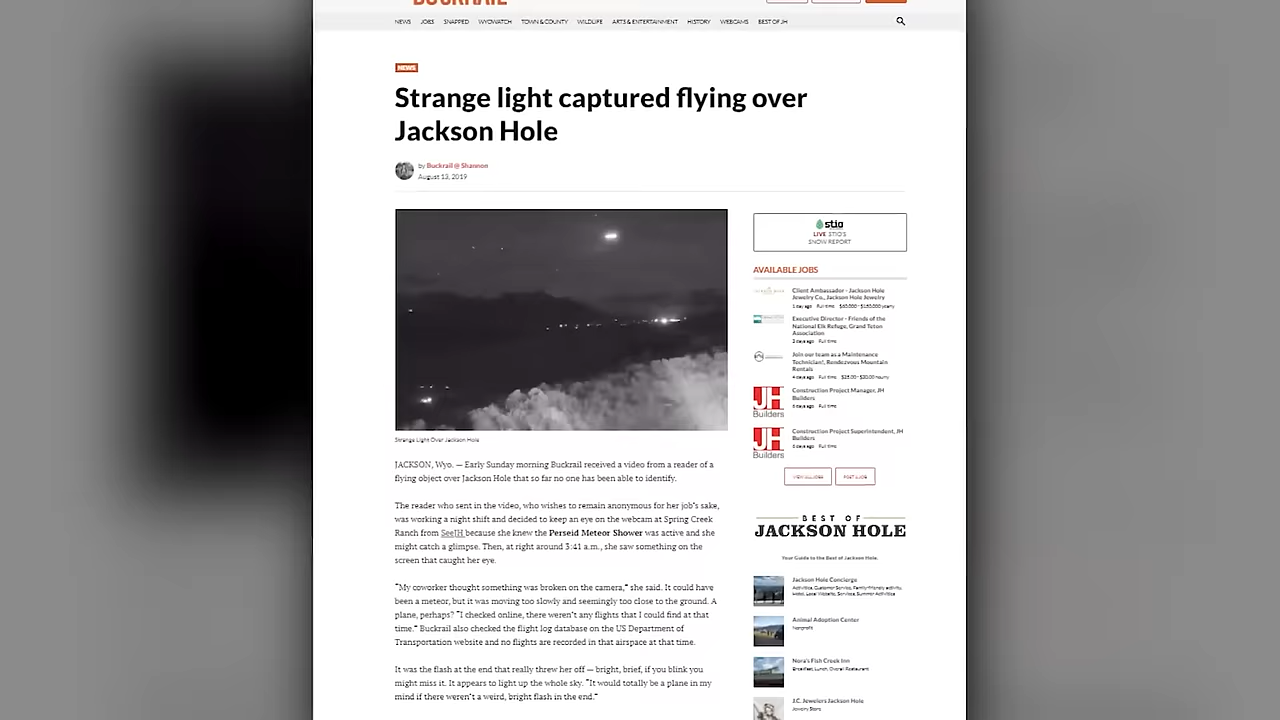 BUCKRAIL
NEWS JOBS SNAPPED WYOWATCH TOWN & COUNTY WILDLIFE ARTS & ENTERTAINMENT HISTORY WEBCAMS BEST OF JH
NEWS
Strange light captured flying over
Jackson Hole
by Buckrail @ Shannon
August 13, 2019
Strange Light Over Jackson Hole
JACKSON, Wyo. — Early Sunday morning Buckrail received a video from a reader of a
flying object over Jackson Hole that so far no one has been able to identify.
The reader who sent in the video, who wishes to remain anonymous for her job's sake,
was working a night shift and decided to keep an eye on the webcam at Spring Creek
Ranch from SeeJH because she knew the Perseid Meteor Shower was active and she
might catch a glimpse. Then, at right around 3:41 a.m., she saw something on the
screen that caught her eye.
"My coworker thought something was broken on the camera," she said. It could have
been a meteor, but it was moving too slowly and seemingly too close to the ground. A
plane, perhaps? "I checked online, there weren't any flights that I could find at that
time." Buckrail also checked the flight log database on the US Department of
Transportation website and no flights are recorded in that airspace at that time.
It was the flash at the end that really threw her off — bright, brief, if you blink you
might miss it. It appears to light up the whole sky. "It would totally be a plane in my
mind if there weren't a weird, bright flash in the end."
stio
LIVE STIO'S
SNOW REPORT
AVAILABLE JOBS
Client Ambassador - Jackson Hole
Jewelry Co., Jackson Hole Jewelry
1 day ago Full time
Executive Director - Friends of the
National Elk Refuge, Grand Teton
Association
2 days ago Full time
Join our team as a Maintenance
Technician!, Rendezvous Mountain
Rentals
4 days ago Full time $25.00 - $30.00 hourly
JH
Builders
Construction Project Manager, JH
Builders
6 days ago Full time
JH
Builders
Construction Project Superintendent, JH
Builders
6 days ago Full time
VIEW ALL JOBS POST A JOB
BEST OF
JACKSON HOLE
Your Guide to the Best of Jackson Hole.
Jackson Hole Concierge
Activities, Customer Service, Family-friendly activity,
Hotel, Local Website, Services, Summer Activities
Animal Adoption Center
Nonprofit
Nora's Fish Creek Inn
Breakfast, Lunch, Overall Restaurant
J.C. Jewelers Jackson Hole
Jewelry Store